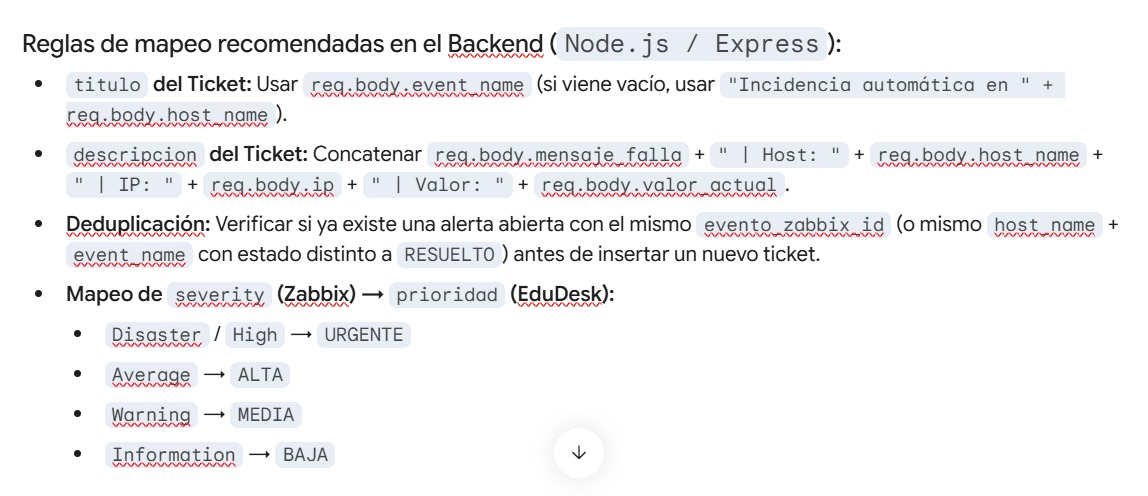 Reglas de mapeo recomendadas en el Backend (Node.js / Express):
• titulo del Ticket: Usar req.body.event_name (si viene vacío, usar "Incidencia automática en " +
req.body.host_name).
• descripcion del Ticket: Concatenar req.body.mensaje_falla + " | Host: " + req.body.host_name +
" | IP: " + req.body.ip + " | Valor: " + req.body.valor_actual.
• Deduplicación: Verificar si ya existe una alerta abierta con el mismo evento_zabbix_id (o mismo host_name +
event_name con estado distinto a RESUELTO) antes de insertar un nuevo ticket.
• Mapeo de severity (Zabbix) → prioridad (EduDesk):
• Disaster / High → URGENTE
• Average → ALTA
• Warning → MEDIA
• Information → BAJA